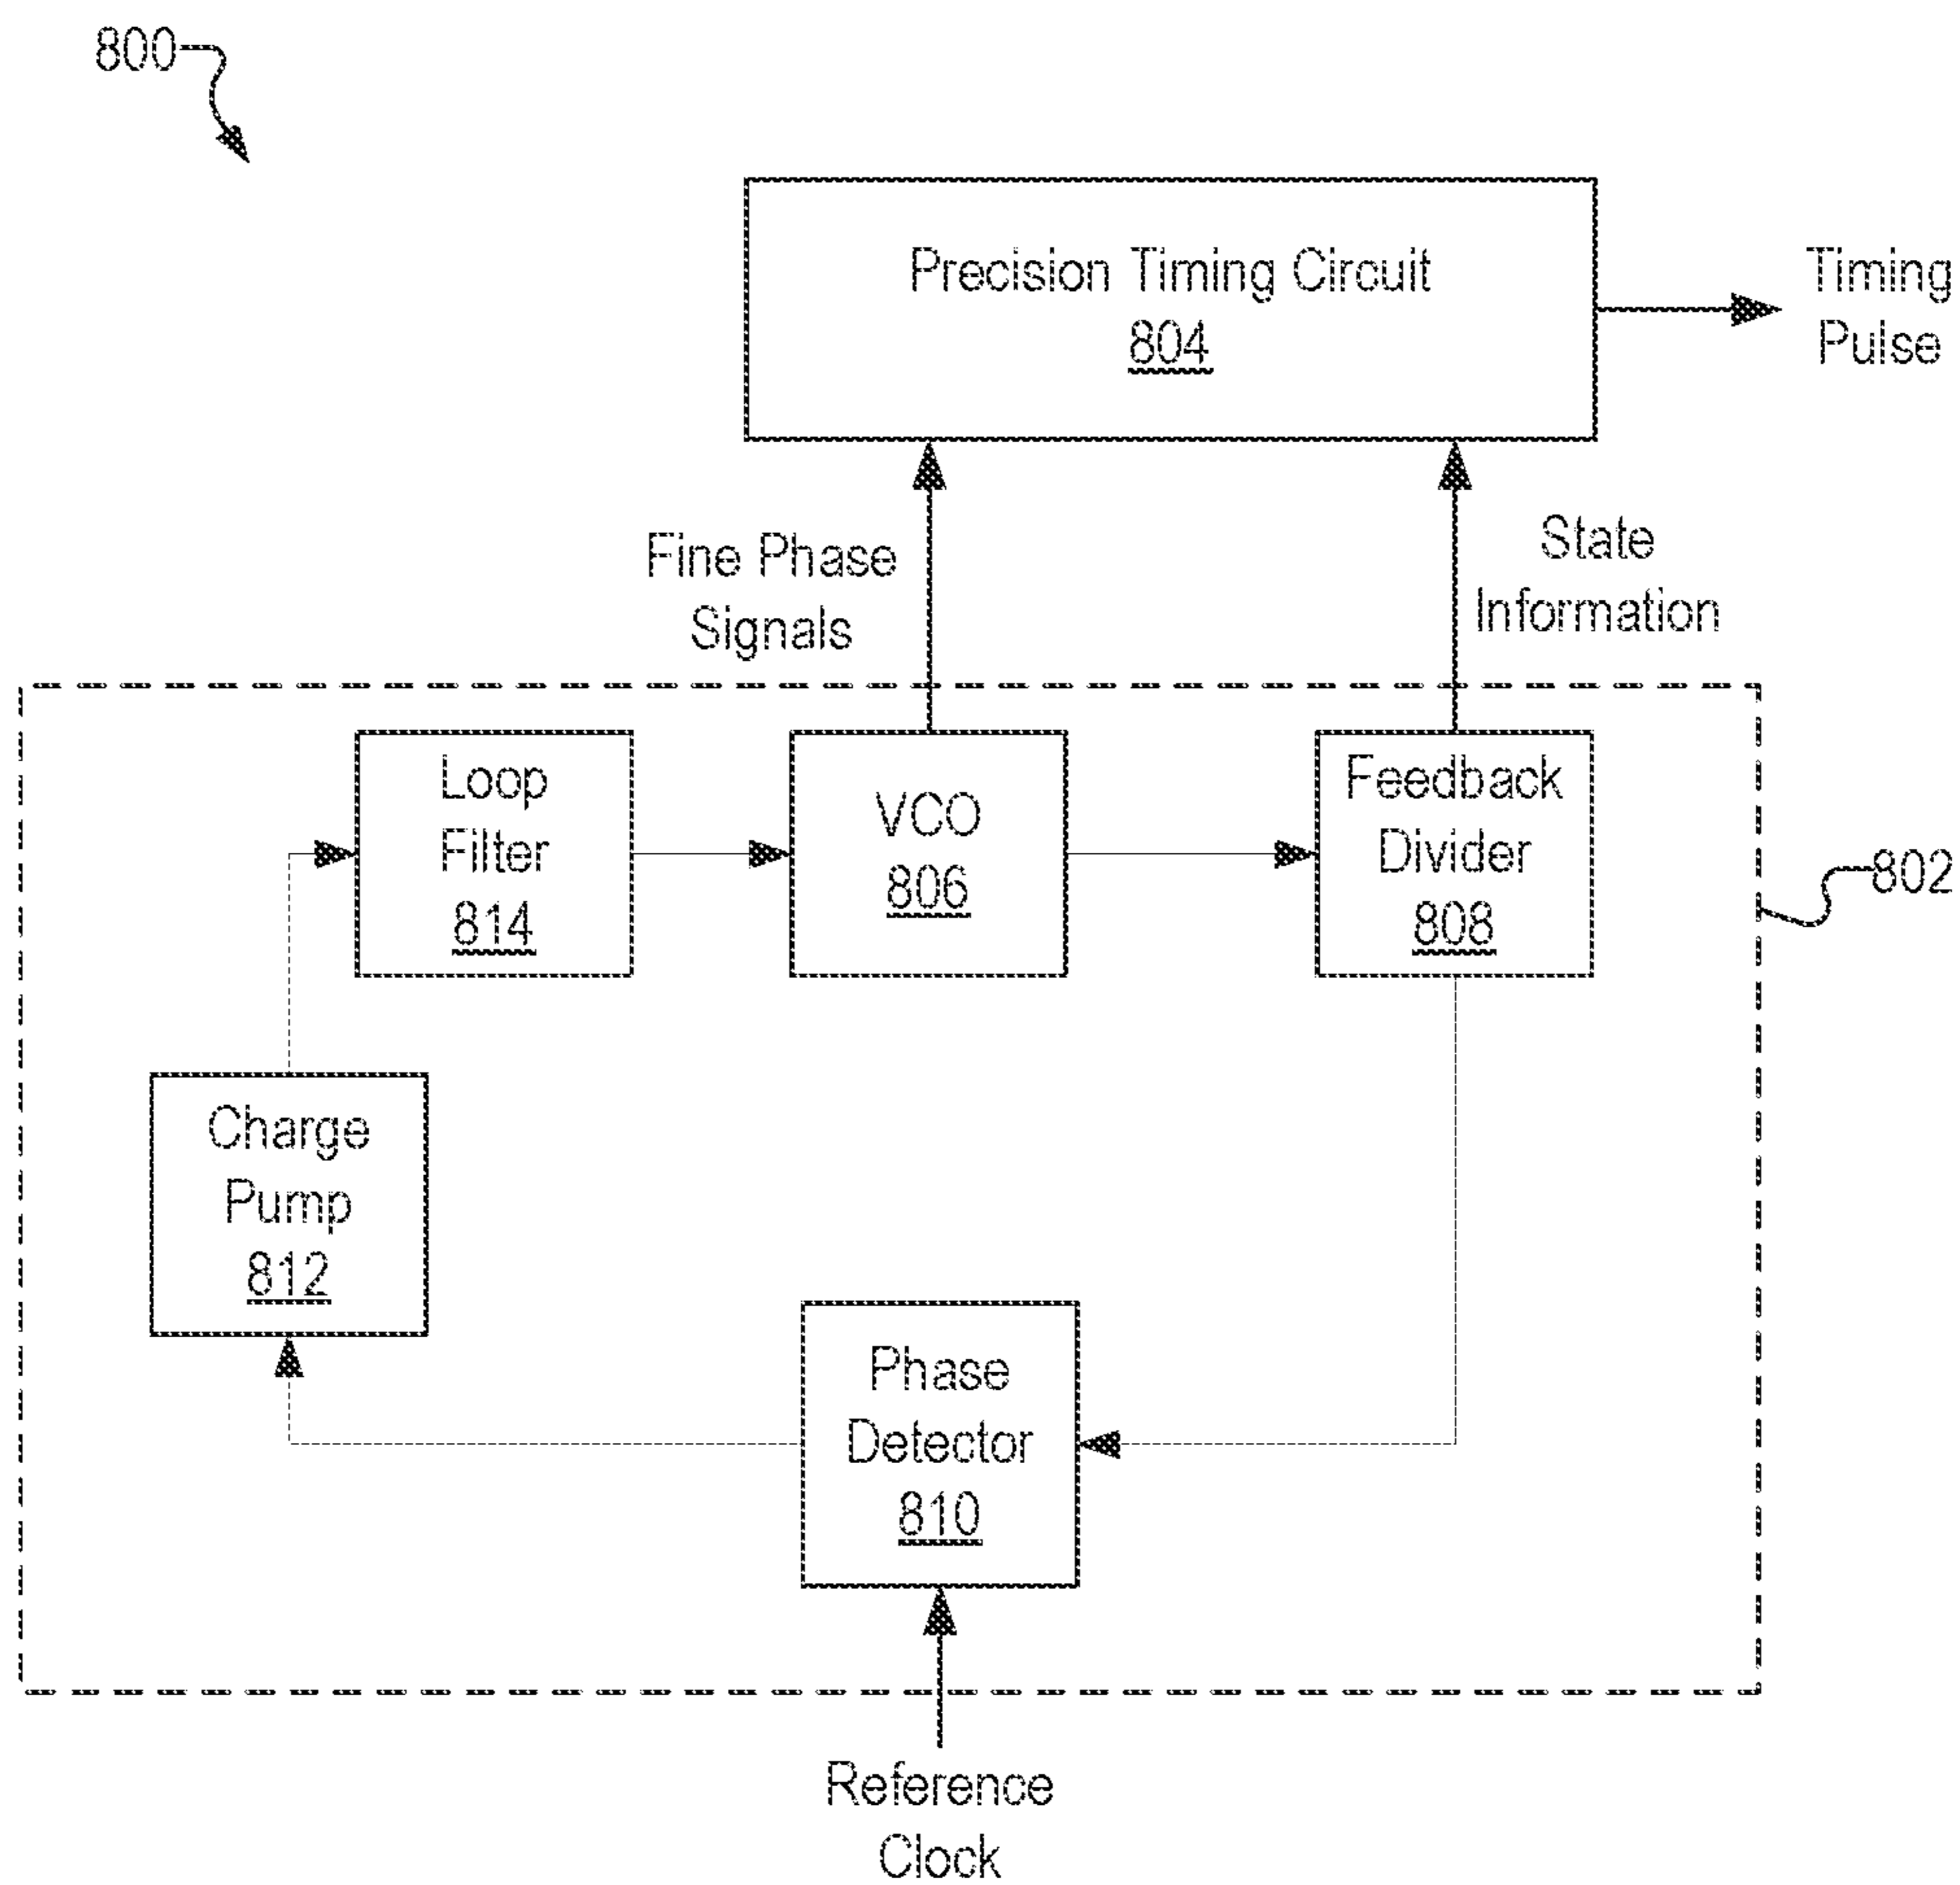 800
Precision Timing Circuit
804
Timing
Pulse
Fine Phase
Signals
State
Information
Loop
Filter
814
VCO
806
Feedback
Divider
808
802
Charge
Pump
812
Phase
Detector
810
Reference
Clock